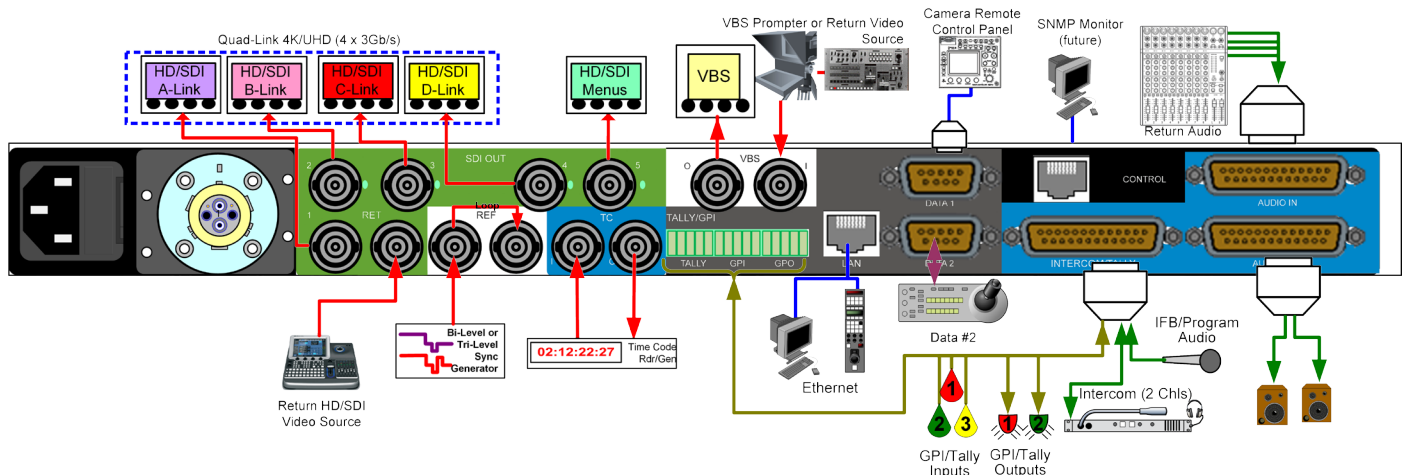 Quad-Link 4K/UHD (4 x 3Gb/s)
HD/SDI
A-Link
HD/SDI
B-Link
HD/SDI
C-Link
HD/SDI
D-Link
HD/SDI
Menus
VBS
VBS Prompter or Return Video
Source
Camera Remote
Control Panel
SNMP Monitor
(future)
Return Audio
2
3
SDI OUT
4
5
O
VBS
I
DATA 1
CONTROL
AUDIO IN
1
RET
Loop
REF
TC
TALLY/GPI
TALLY
GPI
GPO
LAN
DATA 2
INTERCOM/TALLY
Return HD/SDI
Video Source
Bi-Level or
Tri-Level
Sync
Generator
02:12:22:27
Time Code
Rdr/Gen
Ethernet
Data #2
IFB/Program
Audio
Intercom (2 Chls)
1
2
3
1
2
GPI/Tally
Inputs
GPI/Tally
Outputs